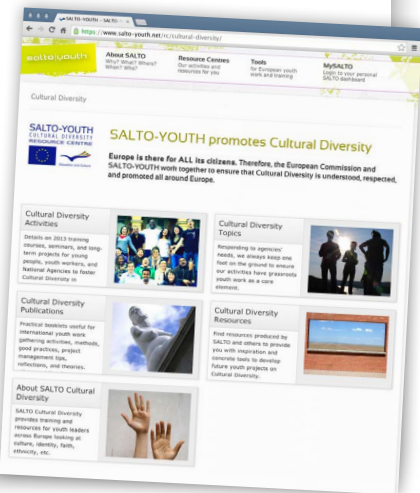 SALTO-YOUTH - SALTO
https://www.salto-youth.net/rc/cultural-diversity/
salto|youth
About SALTO
Why? What? Where?
When? Who?
Resource Centres
Our activities and
resources for you
Tools
for European youth
work and training
MySALTO
Login to your personal
SALTO dashboard
Cultural Diversity
SALTO-YOUTH
CULTURAL DIVERSITY
RESOURCE CENTRE
SALTO-YOUTH promotes Cultural Diversity
Europe is there for ALL its citizens. Therefore, the European Commission and
SALTO-YOUTH work together to ensure that Cultural Diversity is understood, respected,
and promoted all around Europe.
Cultural Diversity
Activities
Details on 2013 training
courses, seminars, and long-
term projects for young
people, youth workers, and
National Agencies to foster
Cultural Diversity in
Cultural Diversity
Topics
Responding to agencies'
needs, we always keep one
foot on the ground to ensure
our activities have grassroots
youth work as a core
element.
Cultural Diversity
Publications
Practical booklets useful for
international youth work
gathering activities, methods,
good practices, project
management tips,
reflections, and theories.
Cultural Diversity
Resources
Find resources produced by
SALTO and others to provide
you with inspiration and
concrete tools to develop
future youth projects on
Cultural Diversity.
About SALTO Cultural
Diversity
SALTO Cultural Diversity
provides training and
resources for youth leaders
across Europe looking at
culture, identity, faith,
ethnicity, etc.